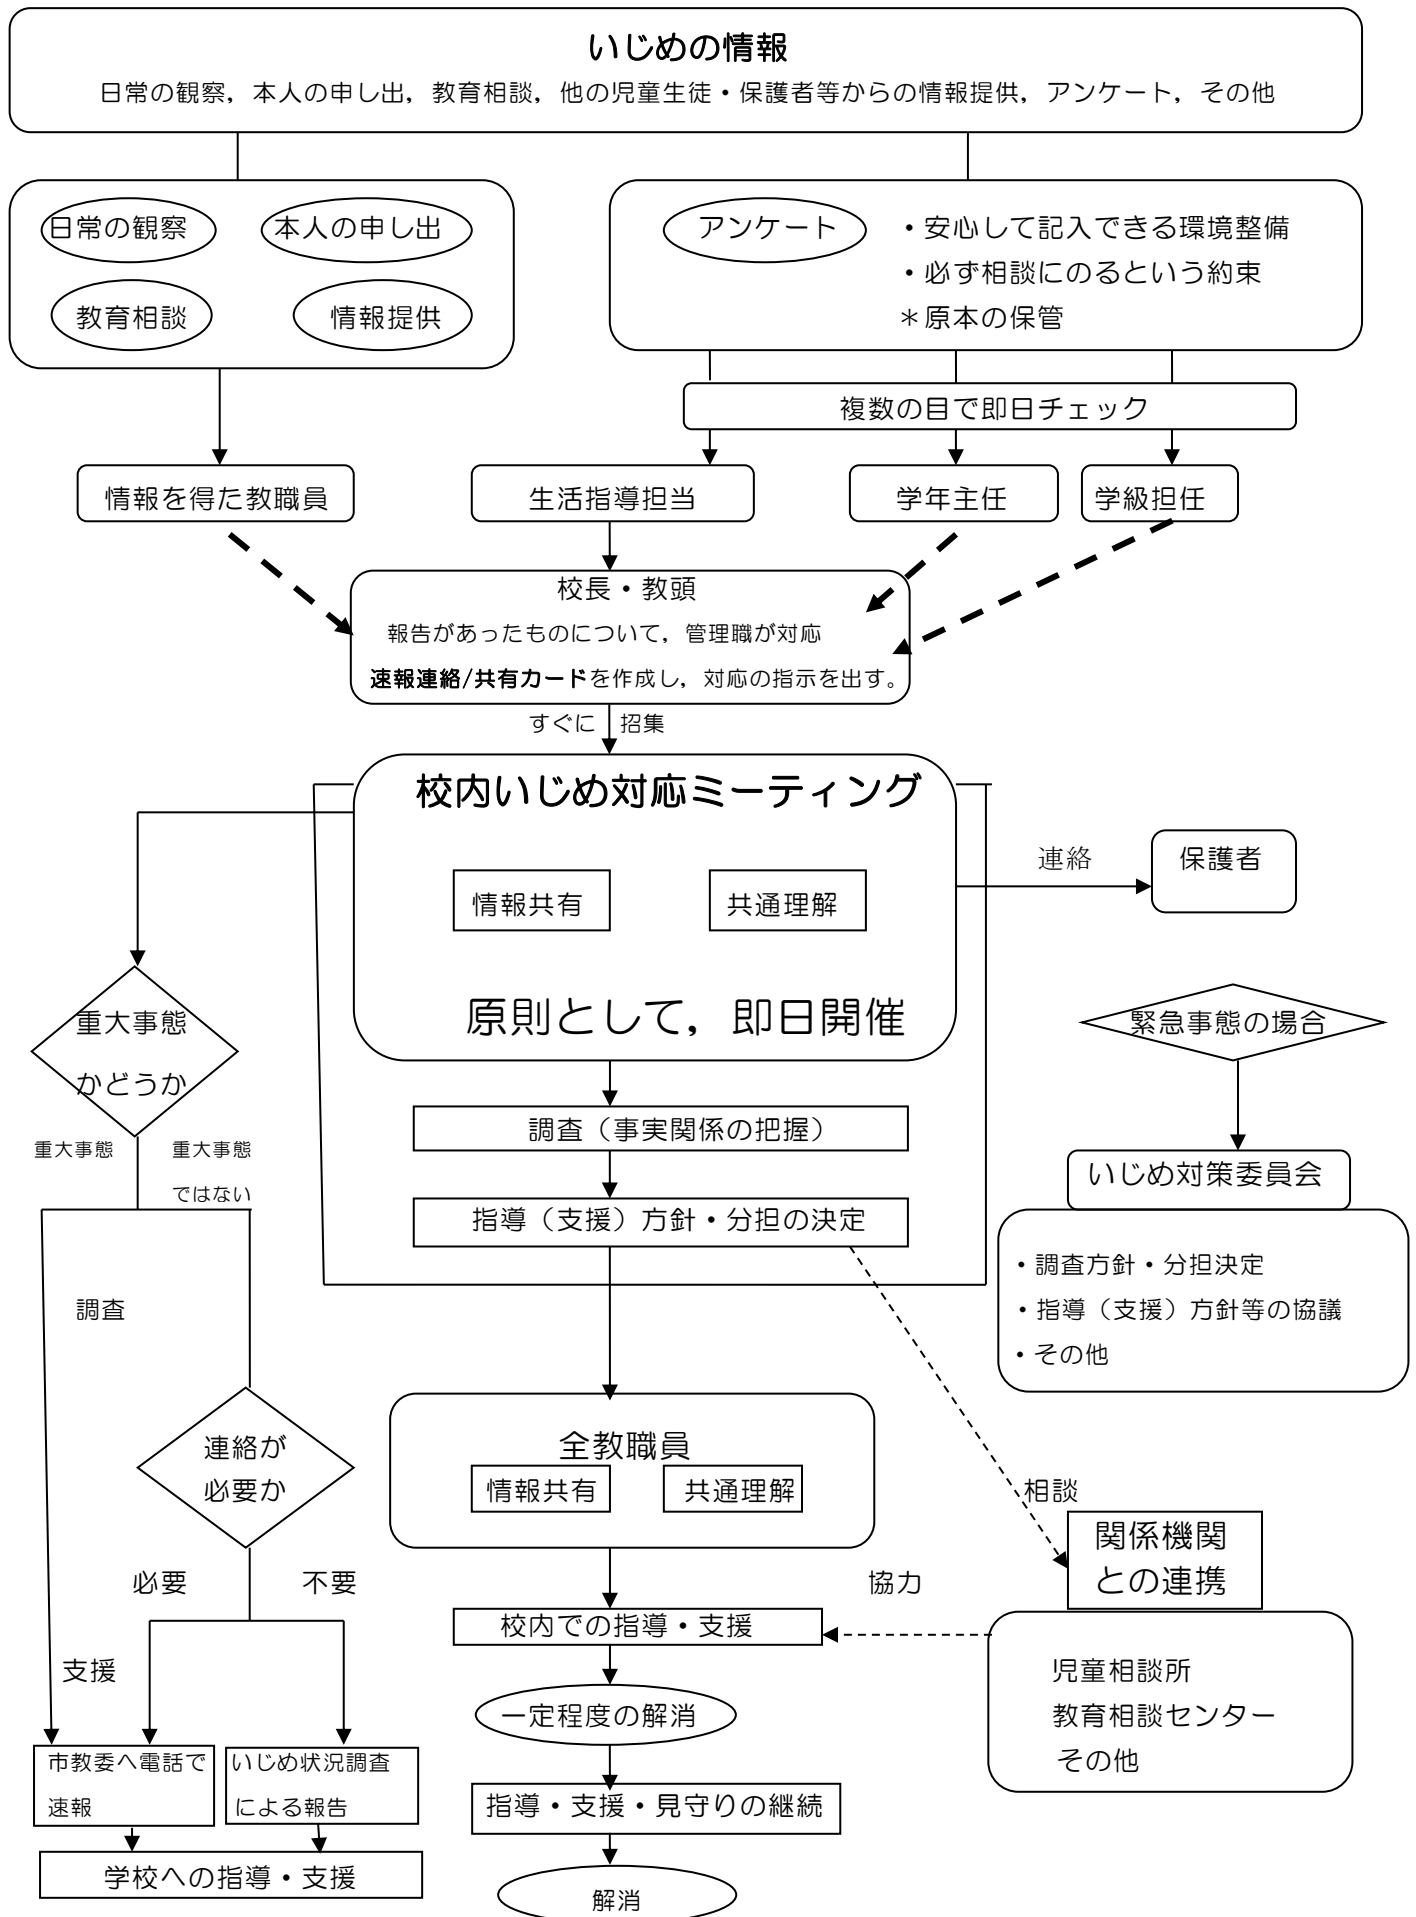 いじめの情報
日常の観察，本人の申し出，教育相談，他の児童生徒・保護者等からの情報提供，アンケート，その他
日常の観察
本人の申し出
教育相談
情報提供
アンケート
・安心して記入できる環境整備
・必ず相談にのるという約束
＊原本の保管
複数の目で即日チェック
情報を得た教職員
生活指導担当
学年主任
学級担任
校長・教頭
報告があったものについて，管理職が対応
速報連絡/共有カードを作成し，対応の指示を出す。
すぐに
招集
校内いじめ対応ミーティング
情報共有
共通理解
原則として，即日開催
連絡
保護者
重大事態
かどうか
緊急事態の場合
調査（事実関係の把握）
重大事態
重大事態
ではない
いじめ対策委員会
指導（支援）方針・分担の決定
・調査方針・分担決定
・指導（支援）方針等の協議
・その他
調査
全教職員
情報共有
共通理解
連絡が
必要か
相談
関係機関
との連携
必要
不要
協力
校内での指導・支援
児童相談所
教育相談センター
その他
支援
一定程度の解消
市教委へ電話で
速報
いじめ状況調査
による報告
指導・支援・見守りの継続
学校への指導・支援
解消